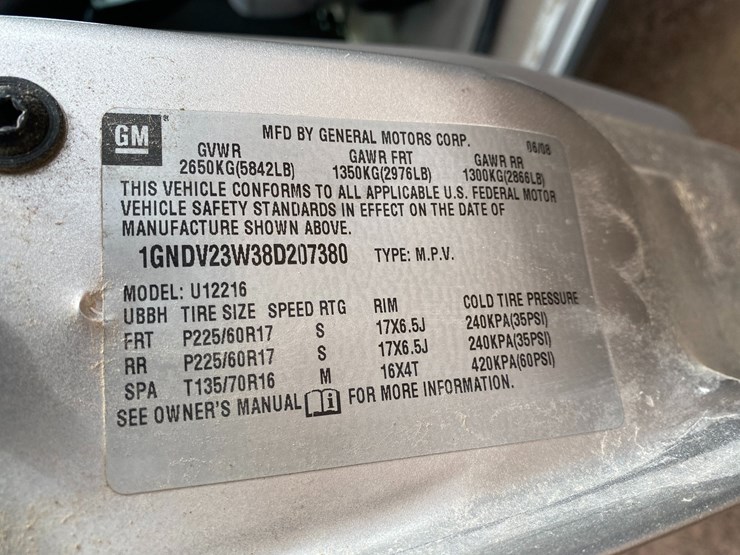 GM
MFD BY GENERAL MOTORS CORP. 06/08
GVWR GAWR FRT GAWR RR
2650KG(5842LB) 1350KG(2976LB) 1300KG(2866LB)
THIS VEHICLE CONFORMS TO ALL APPLICABLE U.S. FEDERAL MOTOR
VEHICLE SAFETY STANDARDS IN EFFECT ON THE DATE OF
MANUFACTURE SHOWN ABOVE.
1GNDV23W38D207380 TYPE: M.P.V.
MODEL: U12216
UBBH TIRE SIZE SPEED RTG RIM COLD TIRE PRESSURE
FRT P225/60R17 S 17X6.5J 240KPA(35PSI)
RR P225/60R17 S 17X6.5J 240KPA(35PSI)
SPA T135/70R16 M 16X4T 420KPA(60PSI)
SEE OWNER'S MANUAL i FOR MORE INFORMATION.